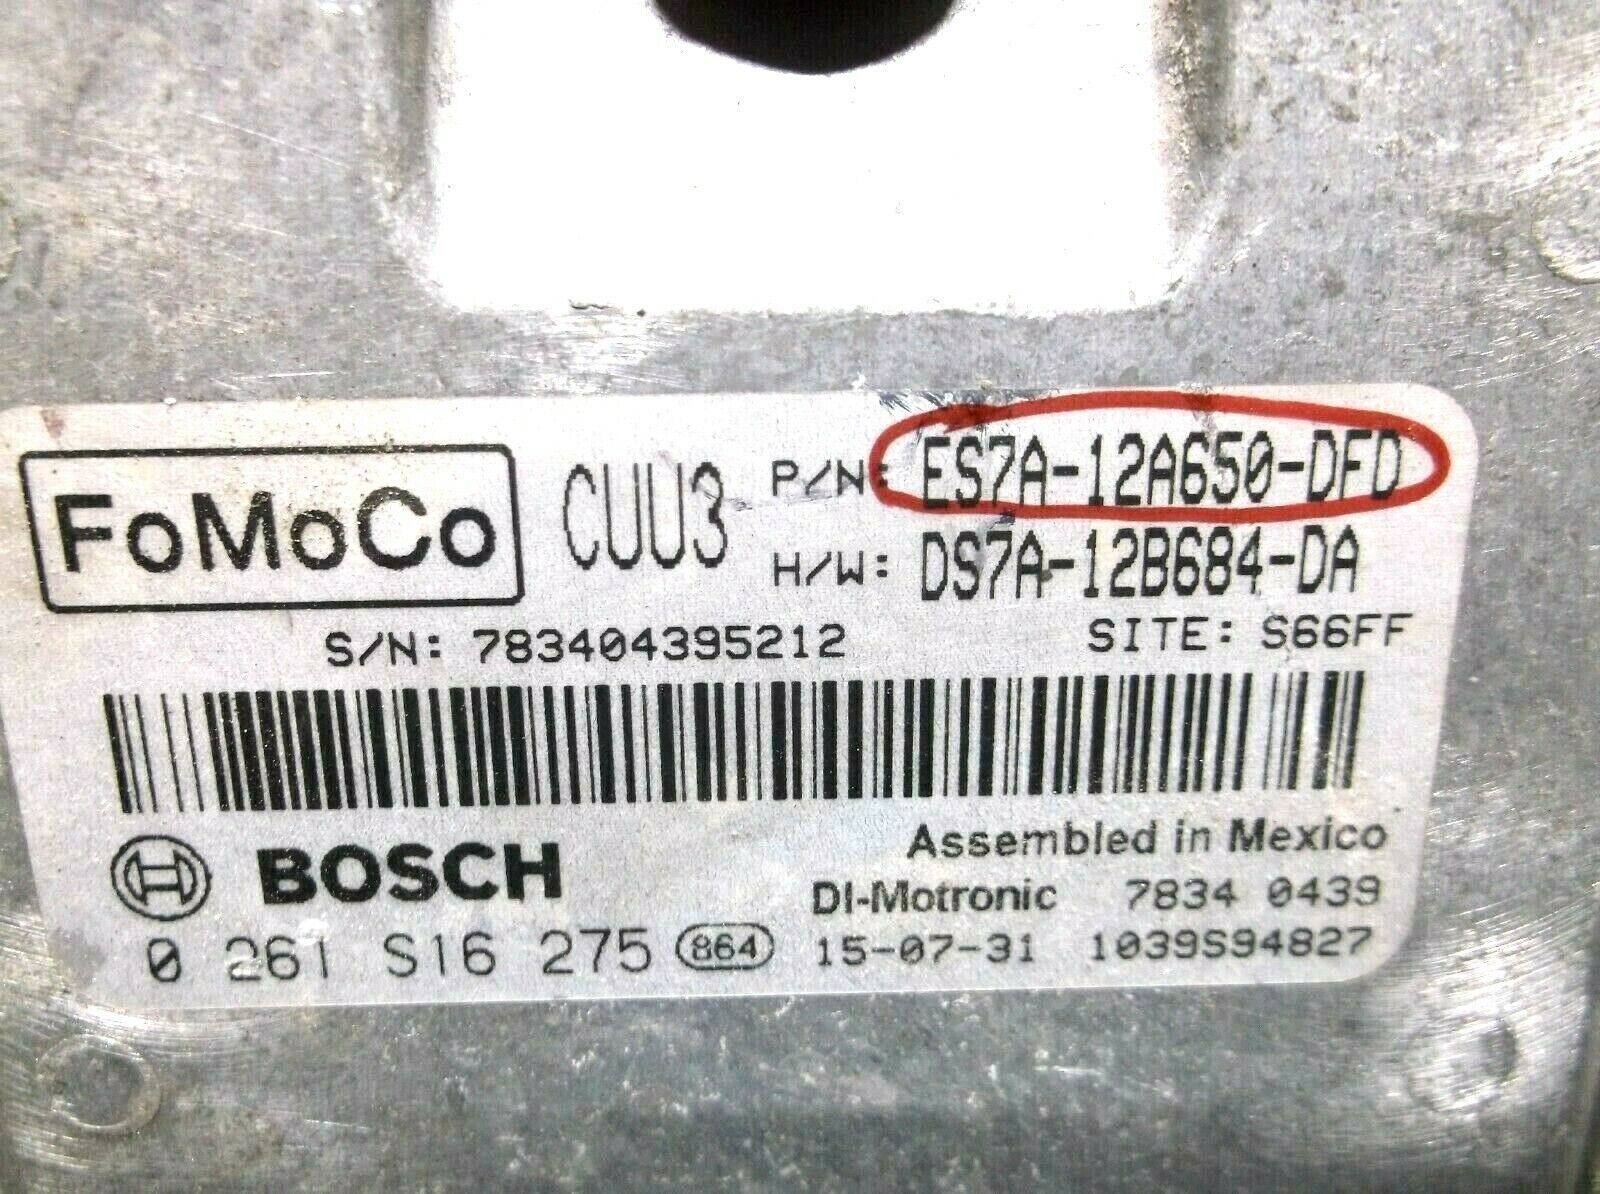 FoMoCo CUU3 P/N: ES7A-12A650-DFD
H/W: DS7A-12B684-DA
S/N: 783404395212 SITE: S66FF
Assembled in Mexico
BOSCH
DI-Motronic 7834 0439
0 261 S16 275 864 15-07-31 1039S94827